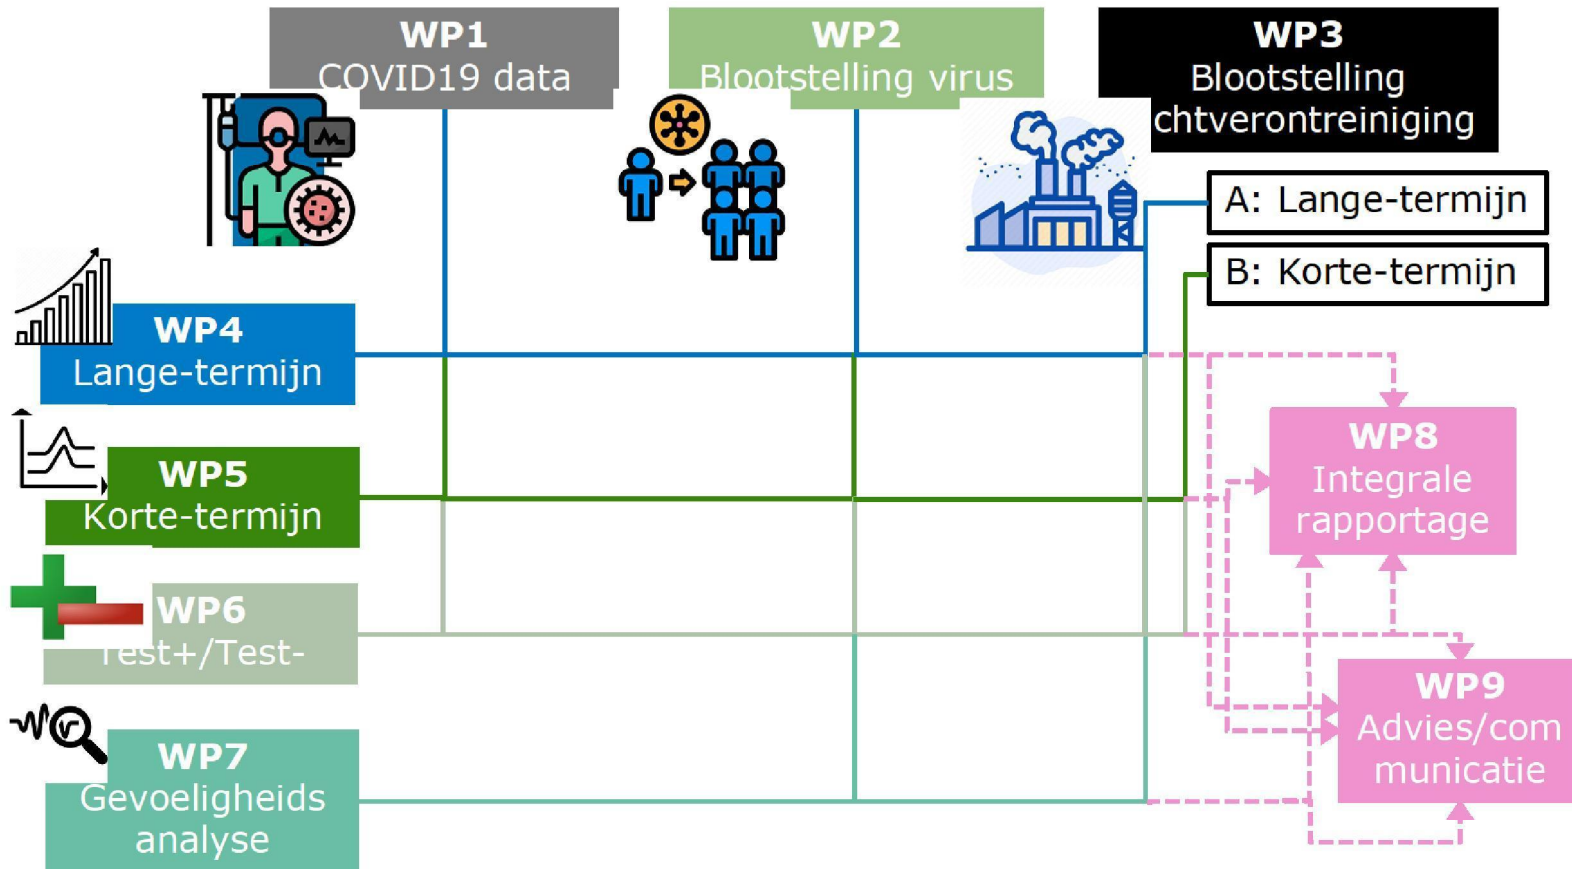 WP1
COVID19 data
WP2
Blootstelling virus
WP3
Blootstelling
chtverontreiniging
A: Lange-termijn
B: Korte-termijn
WP4
Lange-termijn
WP5
Korte-termijn
WP6
Test+/Test-
WP7
Gevoeligheids
analyse
WP8
Integrale
rapportage
WP9
Advies/com
municatie